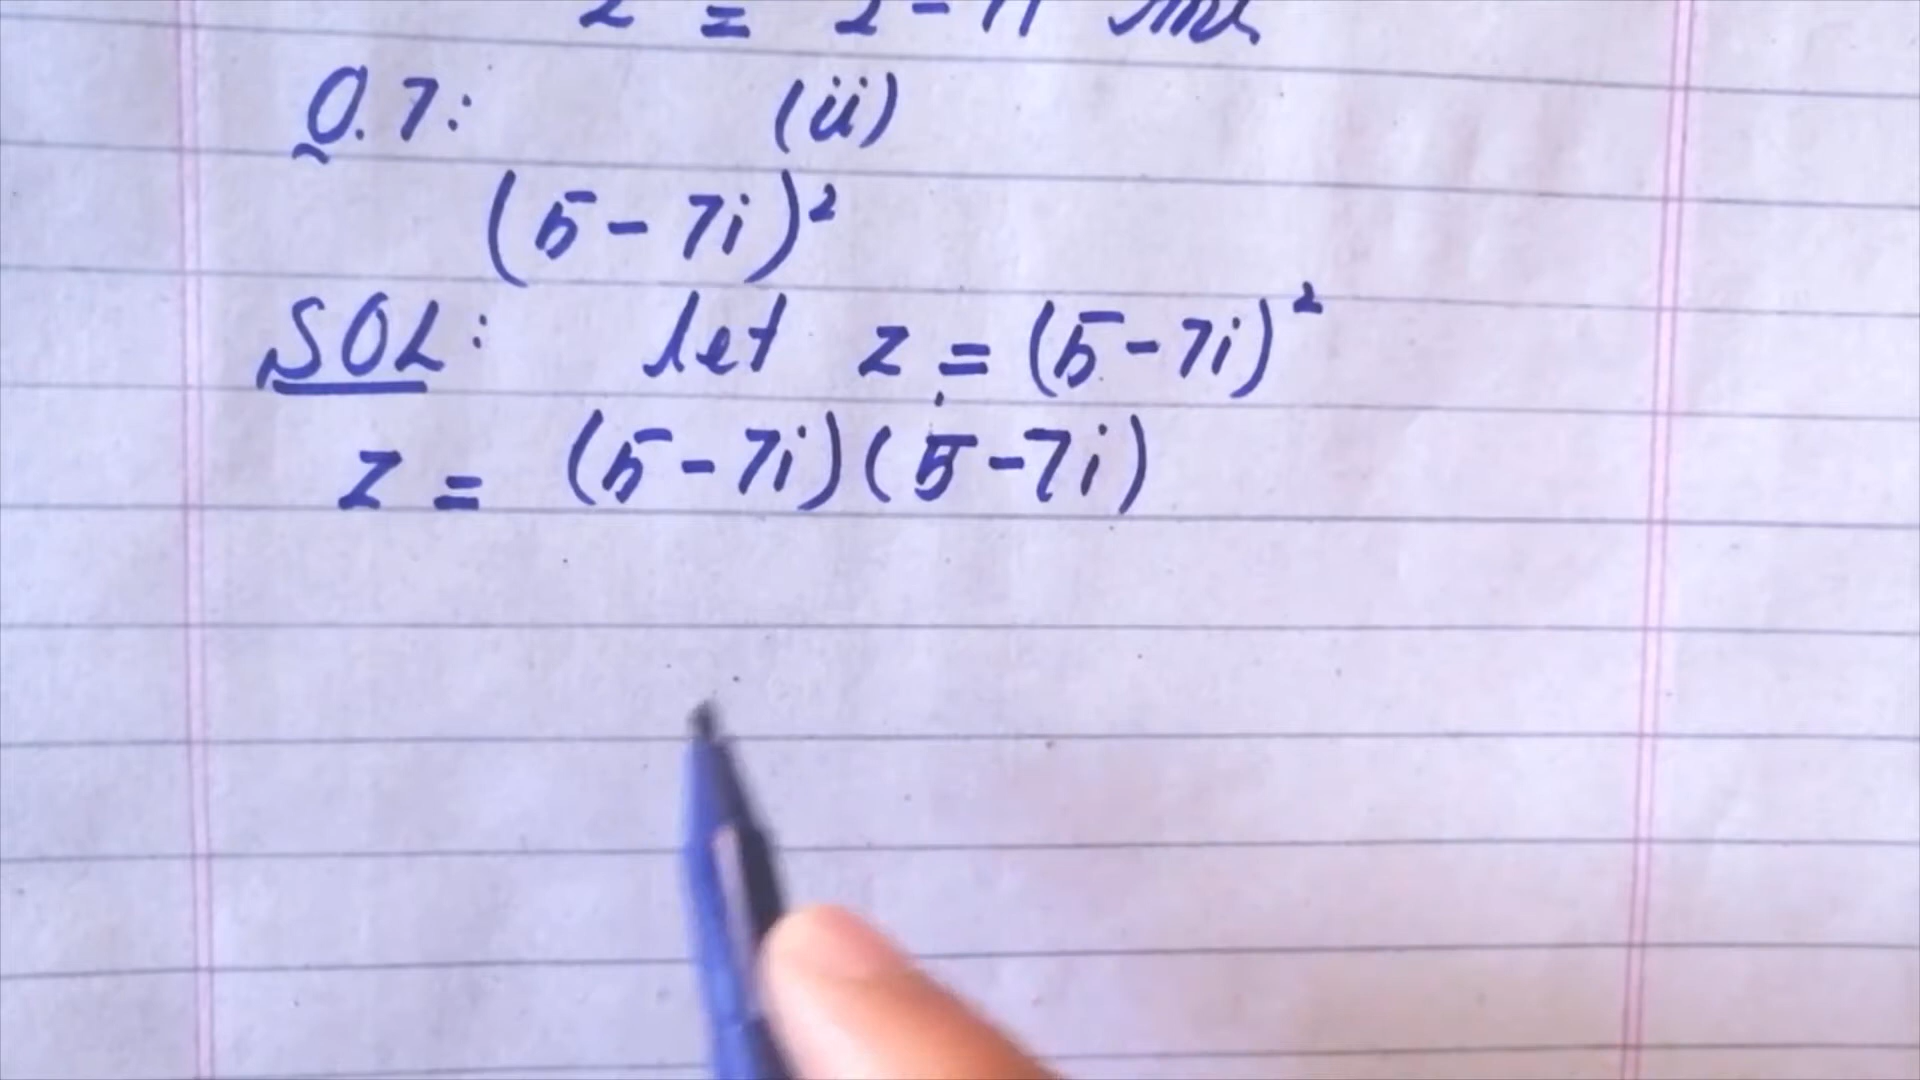 Q.7: (ii)
(5-7i)²
SOL: let z = (5-7i)²
z = (5-7i)(5-7i)